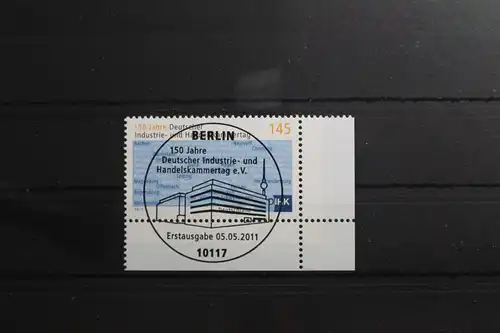 150 Jahre Deutscher
Industrie- und Handelskammertag
145
BERLIN
150 Jahre
Deutscher Industrie- und
Handelskammertag e.V.
DIHK
Erstausgabe 05.05.2011
10117